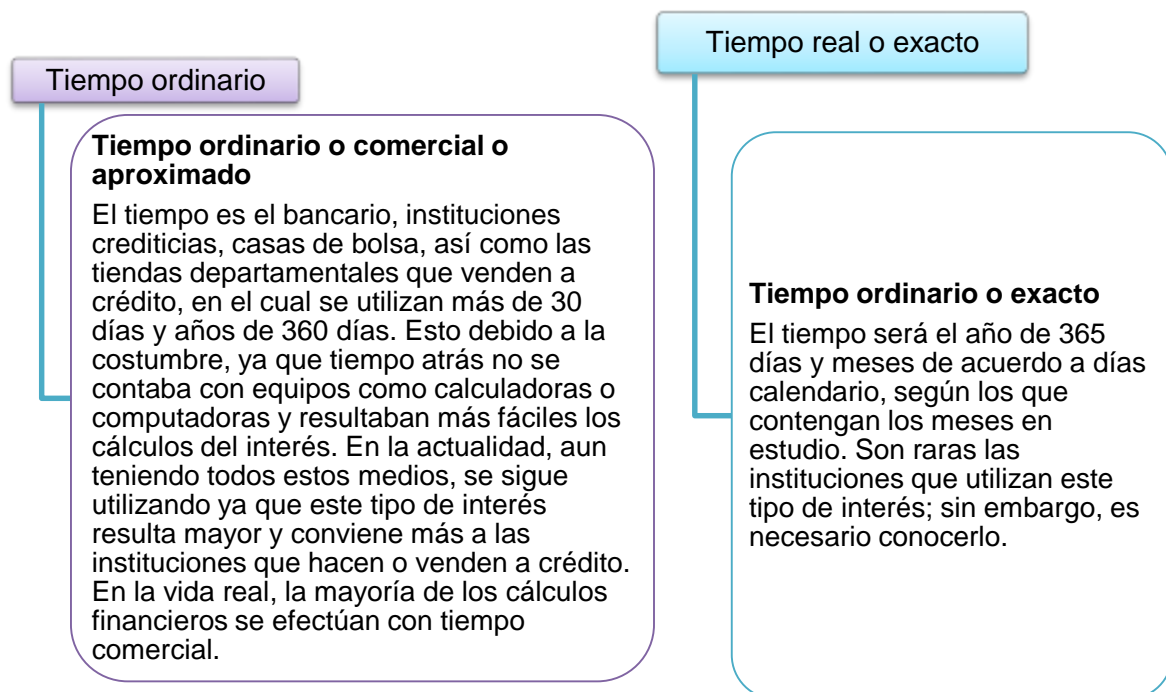 Tiempo ordinario
Tiempo ordinario o comercial o
aproximado
El tiempo es el bancario, instituciones
crediticias, casas de bolsa, así como las
tiendas departamentales que venden a
crédito, en el cual se utilizan más de 30
días y años de 360 días. Esto debido a la
costumbre, ya que tiempo atrás no se
contaba con equipos como calculadoras o
computadoras y resultaban más fáciles los
cálculos del interés. En la actualidad, aun
teniendo todos estos medios, se sigue
utilizando ya que este tipo de interés
resulta mayor y conviene más a las
instituciones que hacen o venden a crédito.
En la vida real, la mayoría de los cálculos
financieros se efectúan con tiempo
comercial.
Tiempo real o exacto
Tiempo ordinario o exacto
El tiempo será el año de 365
días y meses de acuerdo a días
calendario, según los que
contengan los meses en
estudio. Son raras las
instituciones que utilizan este
tipo de interés; sin embargo, es
necesario conocerlo.